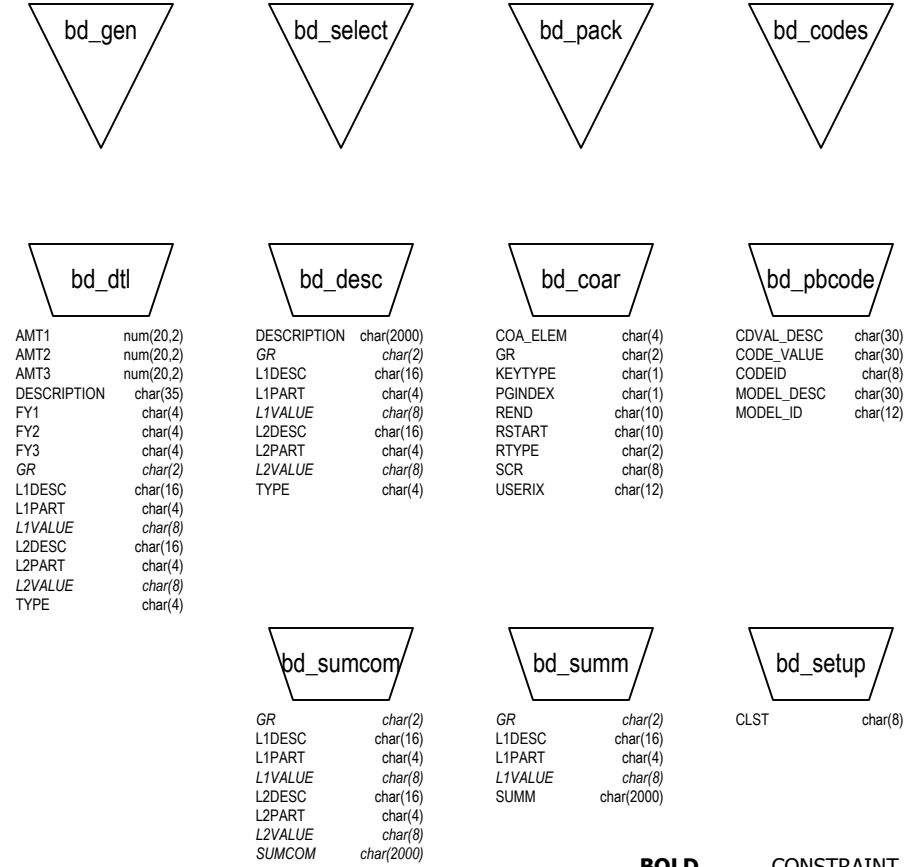 bd_gen
bd_select
bd_pack
bd_codes
bd_dtl
AMT1 num(20,2)
AMT2 num(20,2)
AMT3 num(20,2)
DESCRIPTION char(35)
FY1 char(4)
FY2 char(4)
FY3 char(4)
GR char(2)
L1DESC char(16)
L1PART char(4)
L1VALUE char(8)
L2DESC char(16)
L2PART char(4)
L2VALUE char(8)
TYPE char(4)
bd_desc
DESCRIPTION char(2000)
GR char(2)
L1DESC char(16)
L1PART char(4)
L1VALUE char(8)
L2DESC char(16)
L2PART char(4)
L2VALUE char(8)
TYPE char(4)
bd_coar
COA_ELEM char(4)
GR char(2)
KEYTYPE char(1)
PGINDEX char(1)
REND char(10)
RSTART char(10)
RTYPE char(2)
SCR char(8)
USERIX char(12)
bd_pbcode
CDVAL_DESC char(30)
CODE_VALUE char(30)
CODEID char(8)
MODEL_DESC char(30)
MODEL_ID char(12)
bd_sumcom
GR char(2)
L1DESC char(16)
L1PART char(4)
L1VALUE char(8)
L2DESC char(16)
L2PART char(4)
L2VALUE char(8)
SUMCOM char(2000)
bd_summ
GR char(2)
L1DESC char(16)
L1PART char(4)
L1VALUE char(8)
SUMM char(2000)
bd_setup
CLST char(8)
BOLD CONSTRAINT